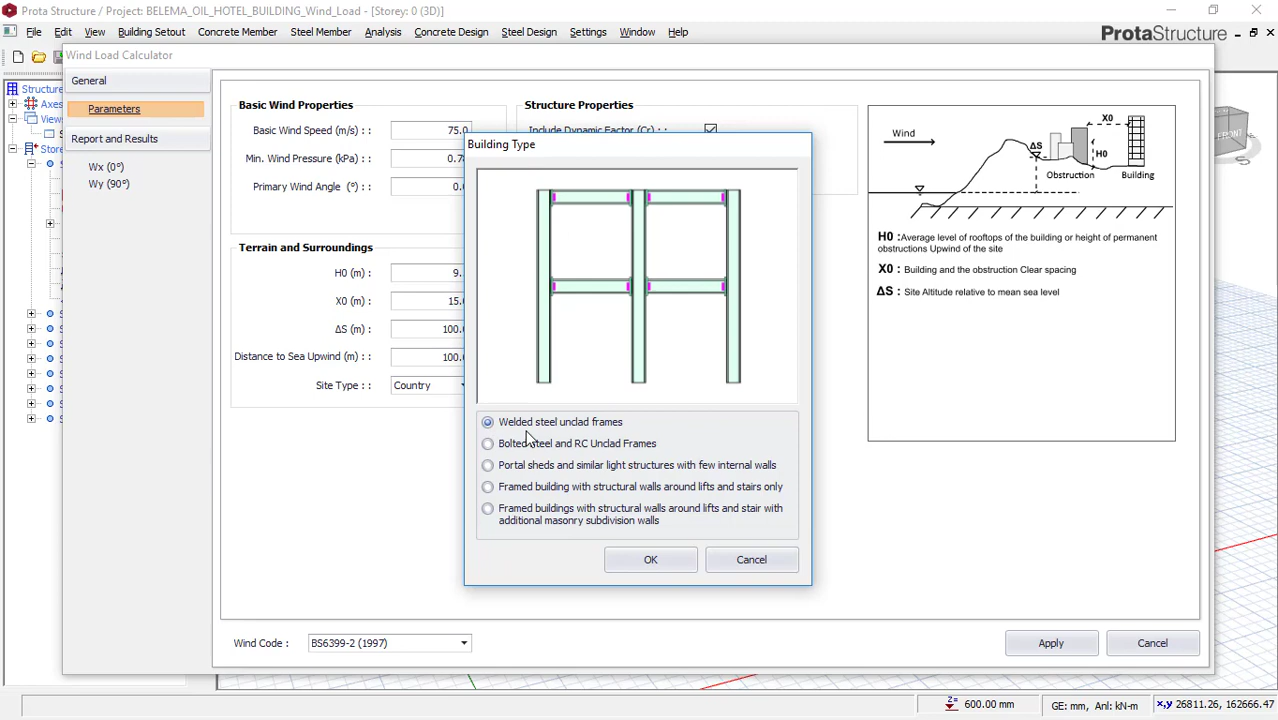 Prota Structure - [BELEMA_OIL_HOTEL_BUILDING_Wind_Load - [Storey: 0 (3D)]
File Edit View Building Setout Concrete Member Steel Member Analysis Concrete Design Steel Design Settings Window Help
ProtaStructure
Wind Load Calculator
General
Parameters
Report and Results
Wx (0°)
Wy (90°)
Structure
Axes
Views
Basic Wind Properties
Basic Wind Speed (m/s) : : 75.0
Min. Wind Pressure (kPa) :
Primary Wind Angle (°) :
Structure Properties
Include Dynamic Factor (Cr) : :
Terrain and Surroundings
H0 (m) : 9.
X0 (m) : 15.
ΔS (m) : 100.
Distance to Sea Upwind (m) : : 100.
Site Type : Country
Building Type
Welded steel unclad frames
Bolted steel and RC Unclad Frames
Portal sheds and similar light structures with few internal walls
Framed building with structural walls around lifts and stairs only
Framed buildings with structural walls around lifts and stair with
additional masonry subdivision walls
OK Cancel
Wind
X0
ΔS
H0
Obstruction Building
H0 :Average level of rooftops of the building or height of permanent
obstructions Upwind of the site
X0 : Building and the obstruction Clear spacing
ΔS : Site Altitude relative to mean sea level
FRONT
Wind Code : BS6399-2 (1997)
Apply Cancel
Z= 600.00 mm GE: mm, Anl: kN-m x,y 26811.26, 162666.47